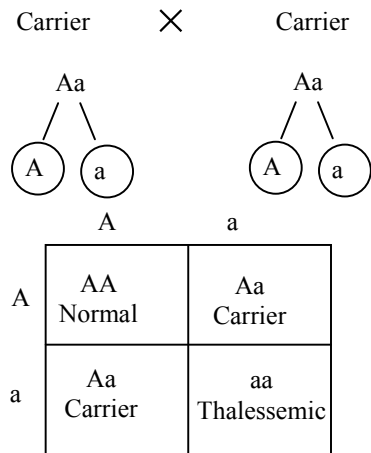 Carrier × Carrier
Aa Aa
A a A a
A a
A AA Aa
Normal Carrier
a Aa aa
Carrier Thalessemic